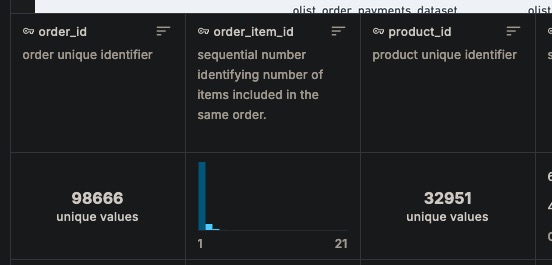 olist_order_payments_dataset
order_id
order unique identifier
order_item_id
sequential number
identifying number of
items included in the
same order.
product_id
product unique identifier
98666
unique values
1 21
32951
unique values